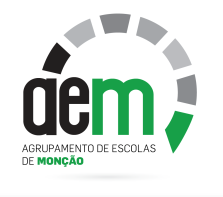 aem
AGRUPAMENTO DE ESCOLAS
DE MONÇÃO